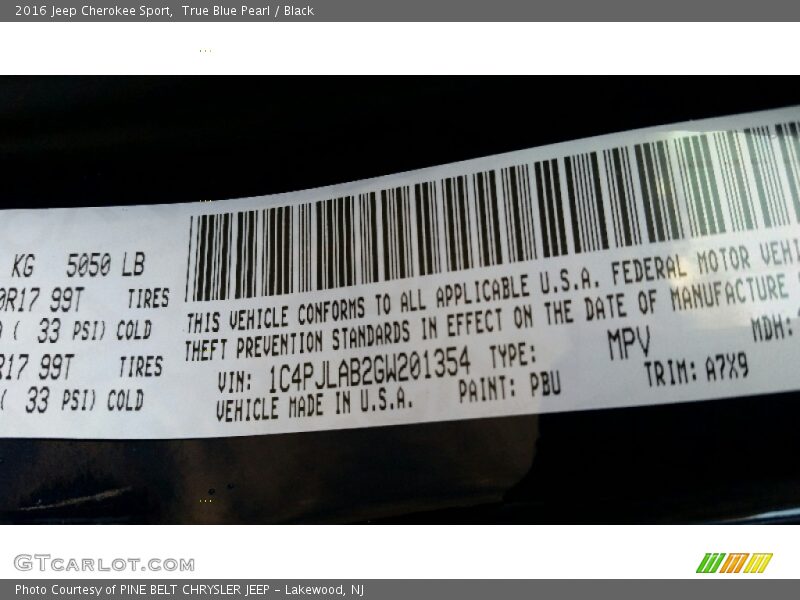 2016 Jeep Cherokee Sport, True Blue Pearl / Black
KG 5050 LB
0R17 99T TIRES
( 33 PSI) COLD
R17 99T TIRES
( 33 PSI) COLD
THIS VEHICLE CONFORMS TO ALL APPLICABLE U.S.A. FEDERAL MOTOR VEHI
THEFT PREVENTION STANDARDS IN EFFECT ON THE DATE OF MANUFACTURE
VIN: 1C4PJLAB2GW201354 TYPE: MPV MDH:
VEHICLE MADE IN U.S.A. PAINT: PBU TRIM: A7X9
GTCARLOT.COM
Photo Courtesy of PINE BELT CHRYSLER JEEP - Lakewood, NJ